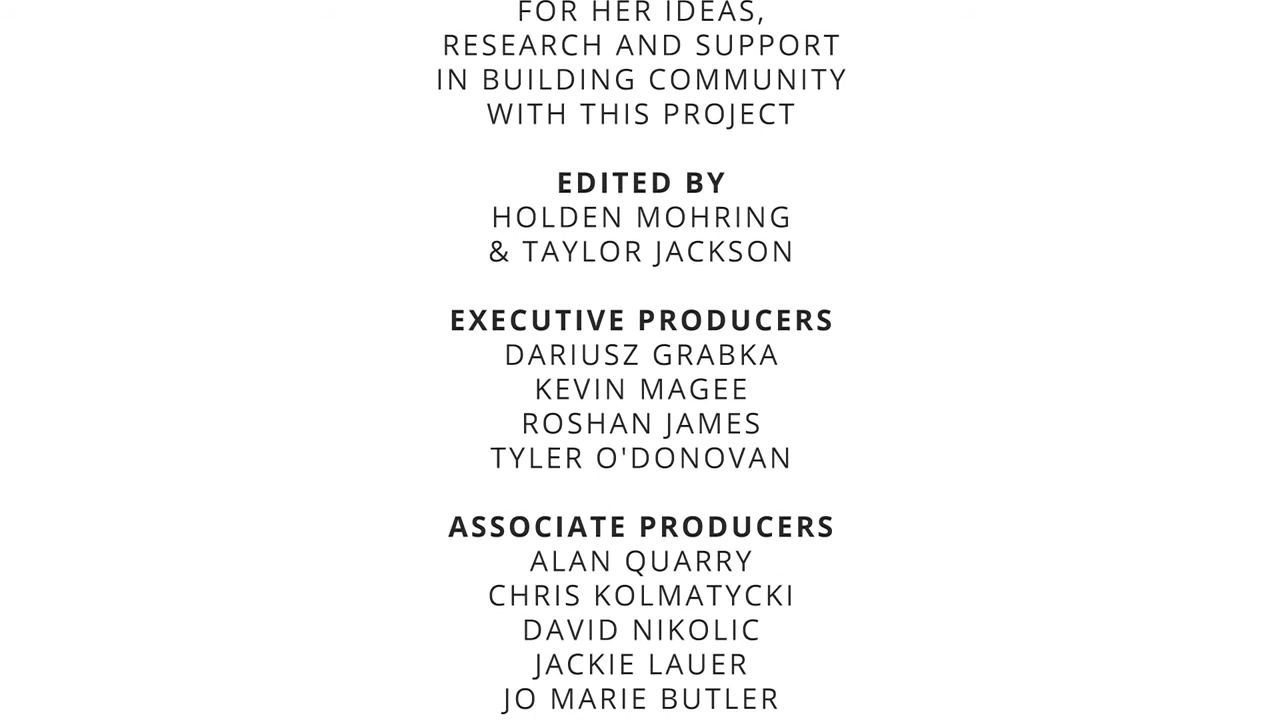 FOR HER IDEAS,
RESEARCH AND SUPPORT
IN BUILDING COMMUNITY
WITH THIS PROJECT
EDITED BY
HOLDEN MOHRING
& TAYLOR JACKSON
EXECUTIVE PRODUCERS
DARIUSZ GRABKA
KEVIN MAGEE
ROSHAN JAMES
TYLER O'DONOVAN
ASSOCIATE PRODUCERS
ALAN QUARRY
CHRIS KOLMATYCKI
DAVID NIKOLIC
JACKIE LAUER
JO MARIE BUTLER